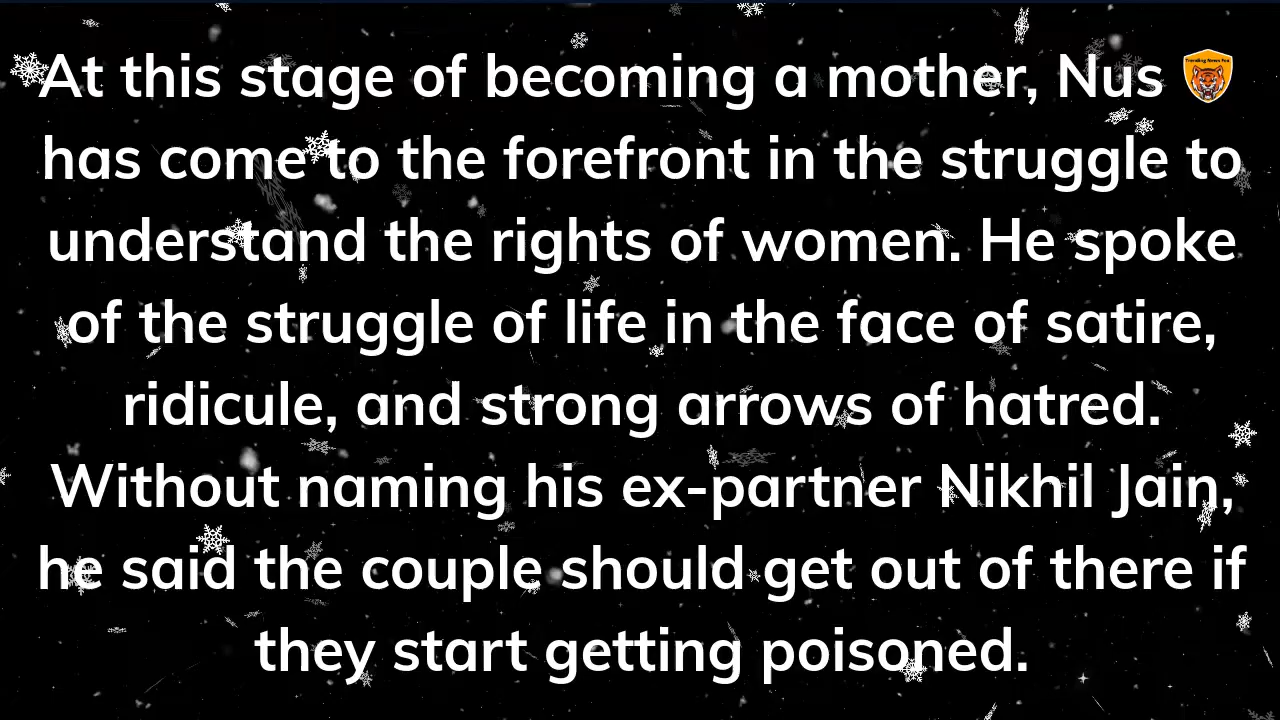 At this stage of becoming a mother, Nus
has come to the forefront in the struggle to
understand the rights of women. He spoke
of the struggle of life in the face of satire,
ridicule, and strong arrows of hatred.
Without naming his ex-partner Nikhil Jain,
he said the couple should get out of there if
they start getting poisoned.
Trending News Fox